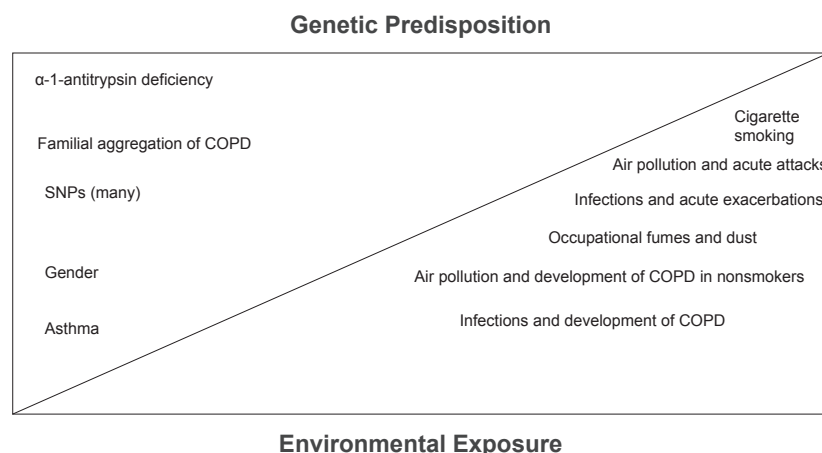 Genetic Predisposition
α-1-antitrypsin deficiency
Cigarette
smoking
Familial aggregation of COPD
Air pollution and acute attacks
SNPs (many)
Infections and acute exacerbations
Occupational fumes and dust
Gender
Air pollution and development of COPD in nonsmokers
Asthma
Infections and development of COPD
Environmental Exposure